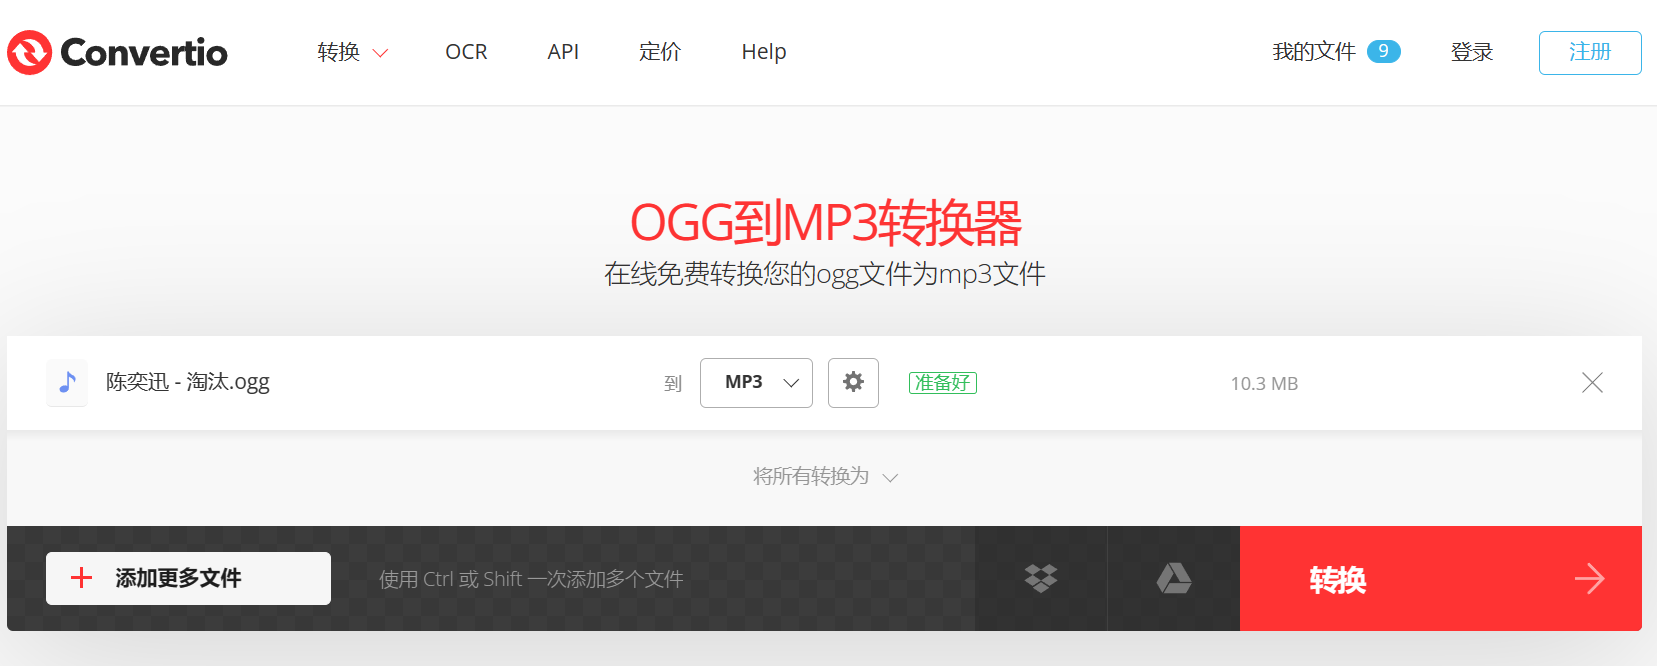 Convertio 转换 OCR API 定价 Help 我的文件 9 登录 注册
OGG到MP3转换器
在线免费转换您的ogg文件为mp3文件
陈奕迅 - 淘汰.ogg 到 MP3 准备好 10.3 MB
将所有转换为
添加更多文件 使用 Ctrl 或 Shift 一次添加多个文件 转换